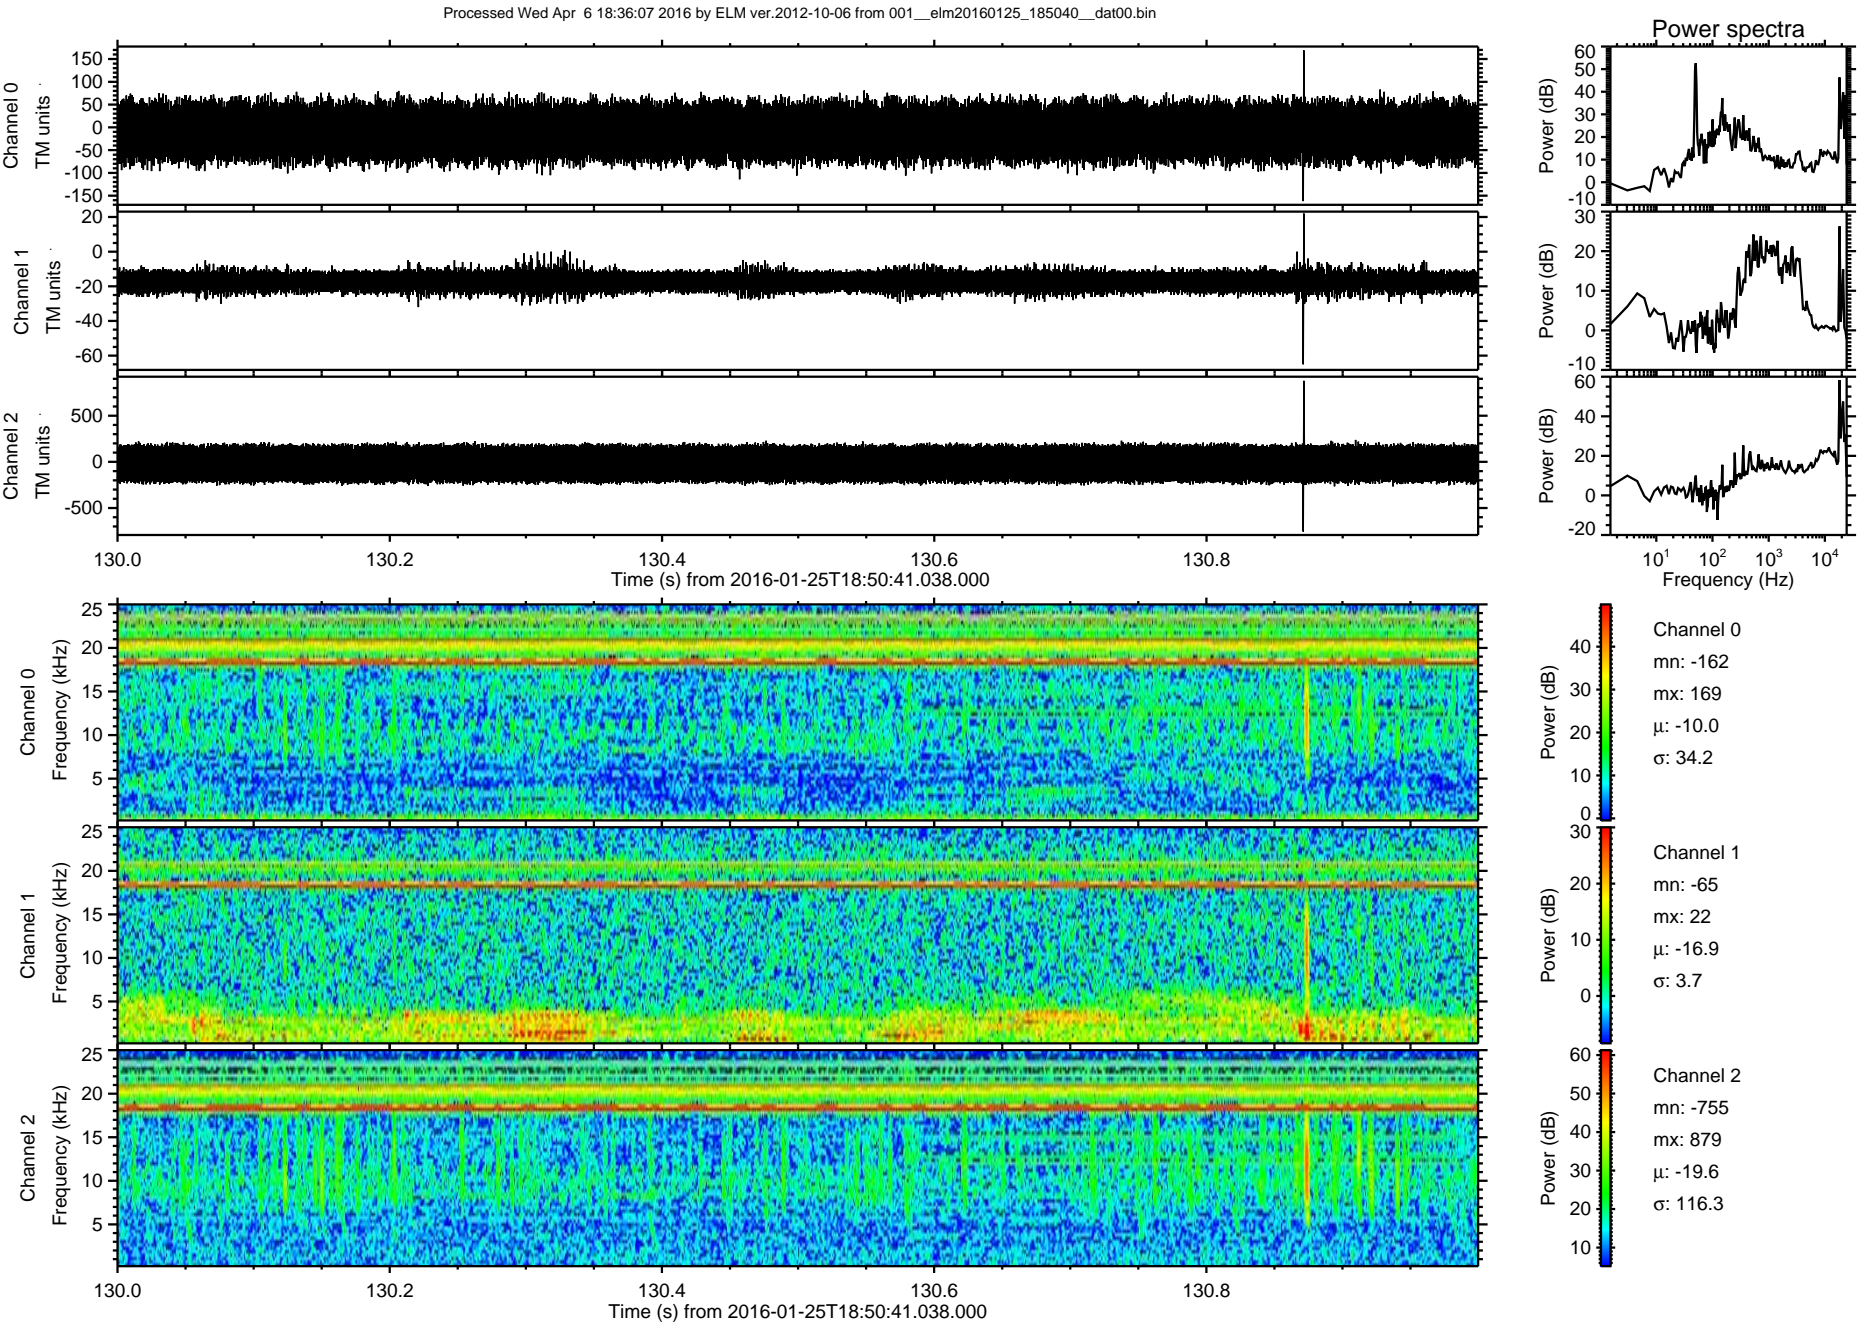 Processed Wed Apr  6 18:36:07 2016 by ELM ver.2012-10-06 from 001__elm20160125_185040__dat00.bin
Power spectra
Channel 0
TM units
150
100
50
0
-50
-100
-150
Power (dB)
60
50
40
30
20
10
0
-10
Channel 1
TM units
20
0
-20
-40
-60
Power (dB)
30
20
10
0
-10
Channel 2
TM units
500
0
-500
Power (dB)
60
40
20
0
-20
130.0 130.2 130.4 130.6 130.8
Time (s) from 2016-01-25T18:50:41.038.000
10^1 10^2 10^3 10^4
Frequency (Hz)
Channel 0
Frequency (kHz)
25
20
15
10
5
Power (dB)
40
30
20
10
0
Channel 0
mn: -162
mx: 169
μ: -10.0
σ: 34.2
Channel 1
Frequency (kHz)
25
20
15
10
5
Power (dB)
30
20
10
0
Channel 1
mn: -65
mx: 22
μ: -16.9
σ: 3.7
Channel 2
Frequency (kHz)
25
20
15
10
5
Power (dB)
60
50
40
30
20
10
Channel 2
mn: -755
mx: 879
μ: -19.6
σ: 116.3
130.0 130.2 130.4 130.6 130.8
Time (s) from 2016-01-25T18:50:41.038.000